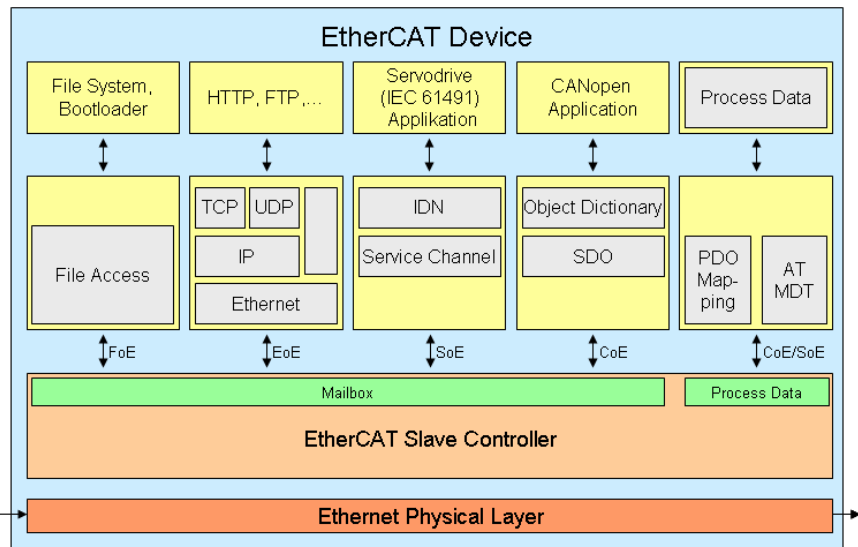 EtherCAT Device
File System,
Bootloader
HTTP, FTP,...
Servodrive
(IEC 61491)
Applikation
CANopen
Application
Process Data
File Access
TCP
UDP
IP
Ethernet
IDN
Service Channel
Object Dictionary
SDO
PDO
Map-
ping
AT
MDT
FoE
EoE
SoE
CoE
CoE/SoE
Mailbox
Process Data
EtherCAT Slave Controller
Ethernet Physical Layer